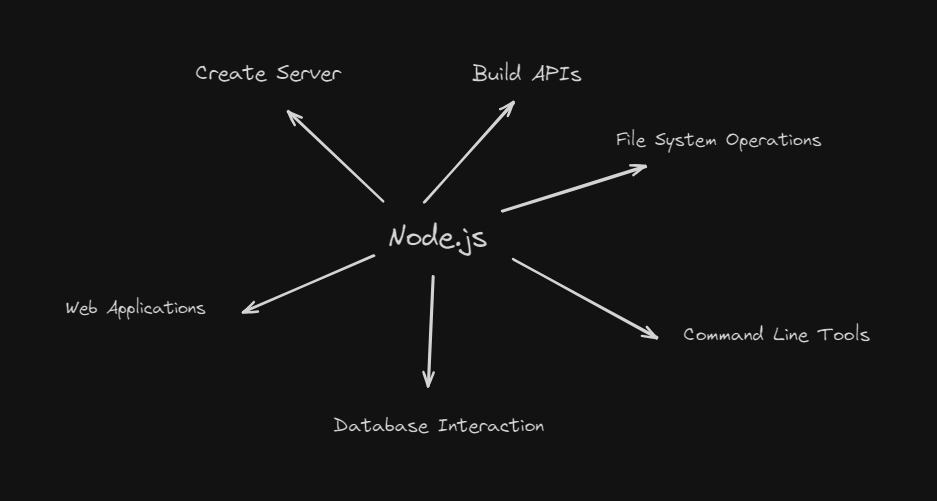 Create Server
Build APIs
File System Operations
Node.js
Web Applications
Command Line Tools
Database Interaction